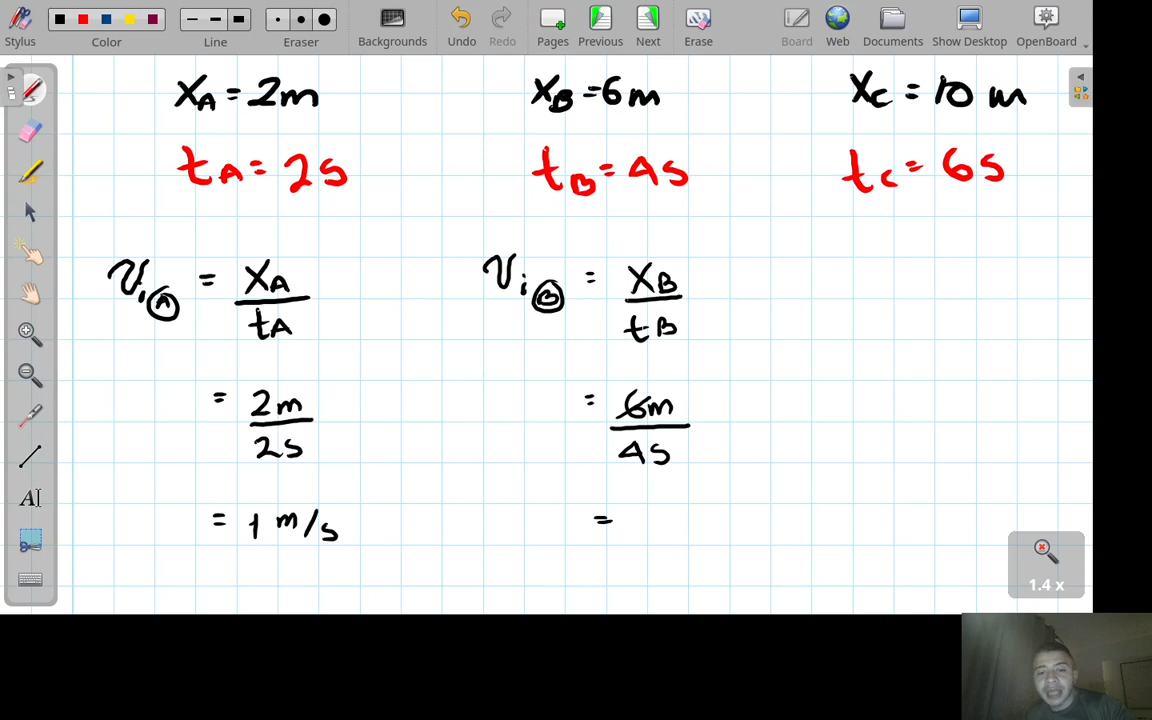 Stylus Color Line Eraser Backgrounds Undo Redo Pages Previous Next Erase Board Web Documents Show Desktop OpenBoard
xA = 2m xB = 6m xC = 10 m
tA = 2s tB = 4s tC = 6s
Vi A = xA / tA Vi B = xB / tB
= 2m / 2s = 6m / 4s
= 1 m/s =
1.4 x